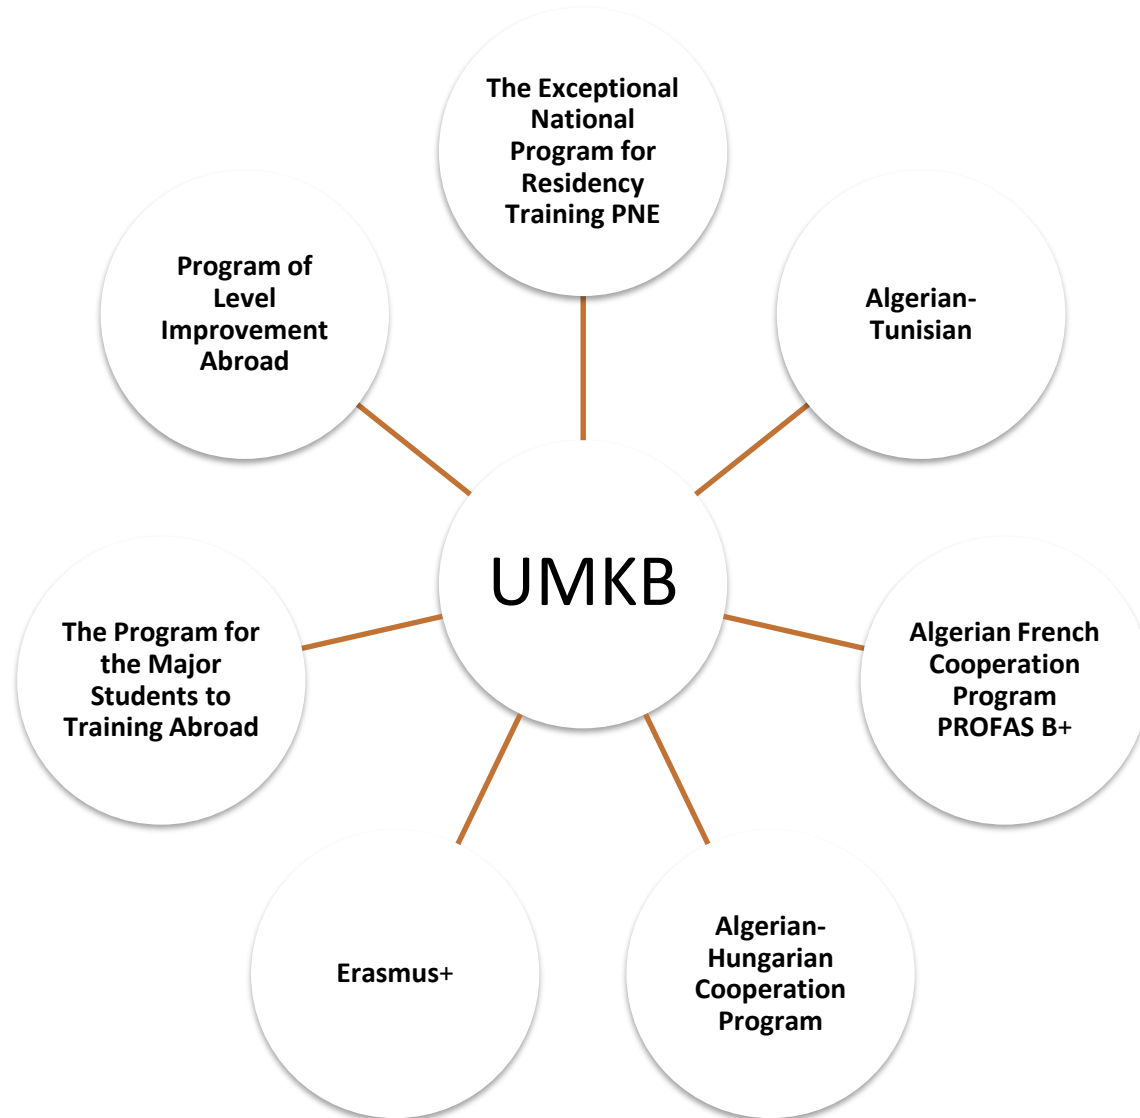 The Exceptional
National
Program for
Residency
Training PNE
Program of
Level
Improvement
Abroad
Algerian-
Tunisian
UMKB
The Program for
the Major
Students to
Training Abroad
Algerian French
Cooperation
Program
PROFAS B+
Erasmus+
Algerian-
Hungarian
Cooperation
Program